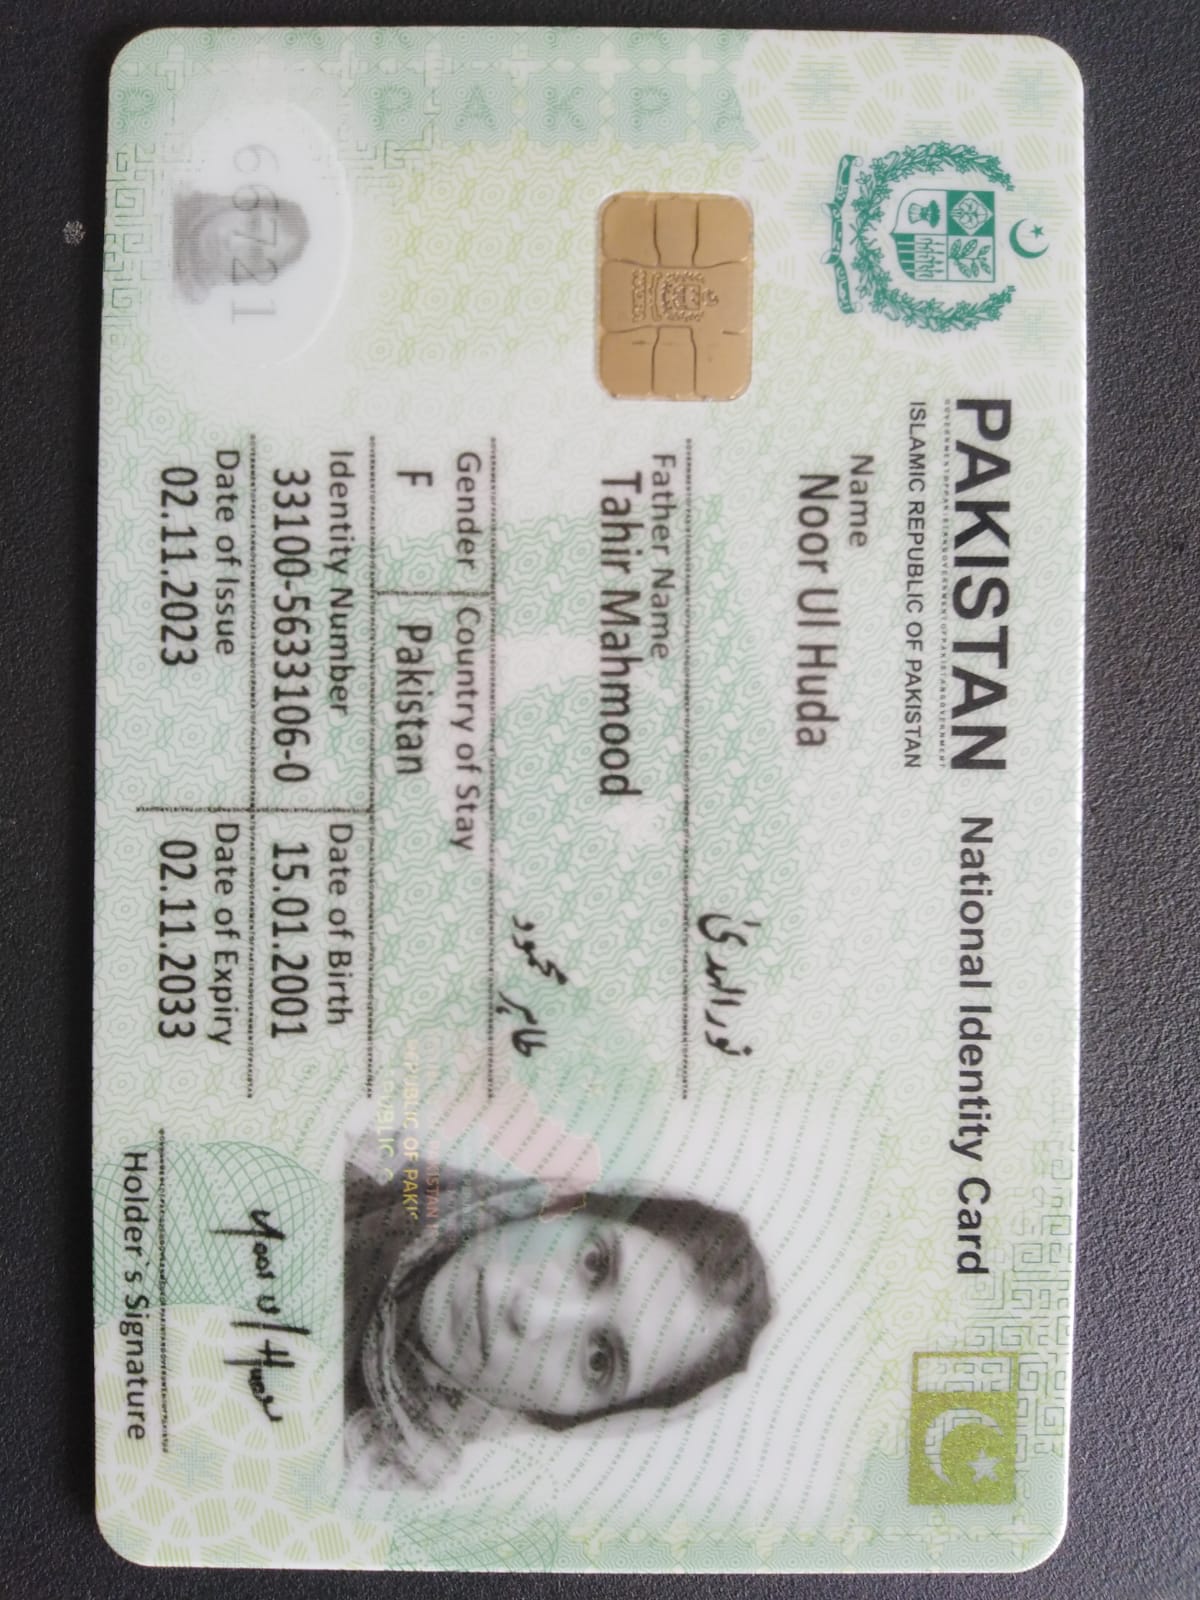 PAKISTAN National Identity Card
ISLAMIC REPUBLIC OF PAKISTAN
Name
Noor Ul Huda
نور الہدیٰ
Father Name
Tahir Mahmood
طاہر محمود
Gender Country of Stay
F Pakistan
Identity Number Date of Birth
33100-5633106-0 15.01.2001
Date of Issue Date of Expiry
02.11.2023 02.11.2033
66721
Noor ul Huda
Holder`s Signature